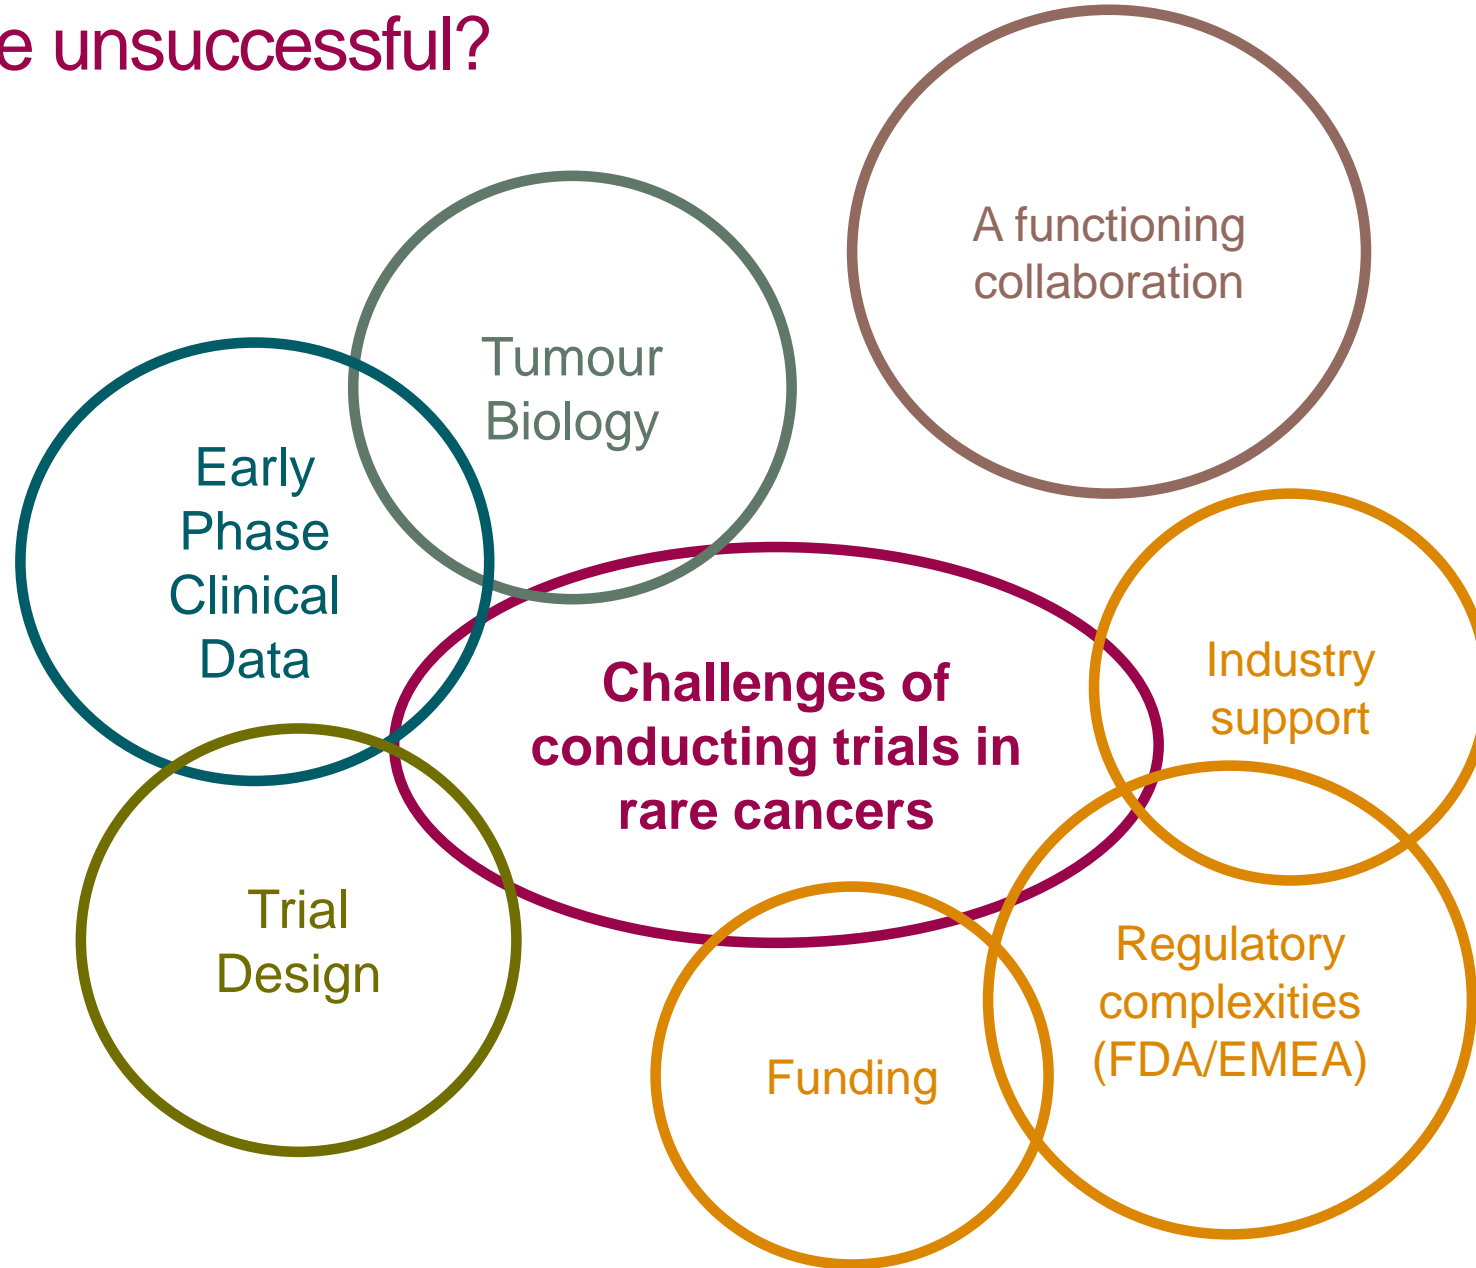 e unsuccessful?
A functioning
collaboration
Tumour
Biology
Early
Phase
Clinical
Data
Challenges of
conducting trials in
rare cancers
Industry
support
Trial
Design
Regulatory
complexities
(FDA/EMEA)
Funding